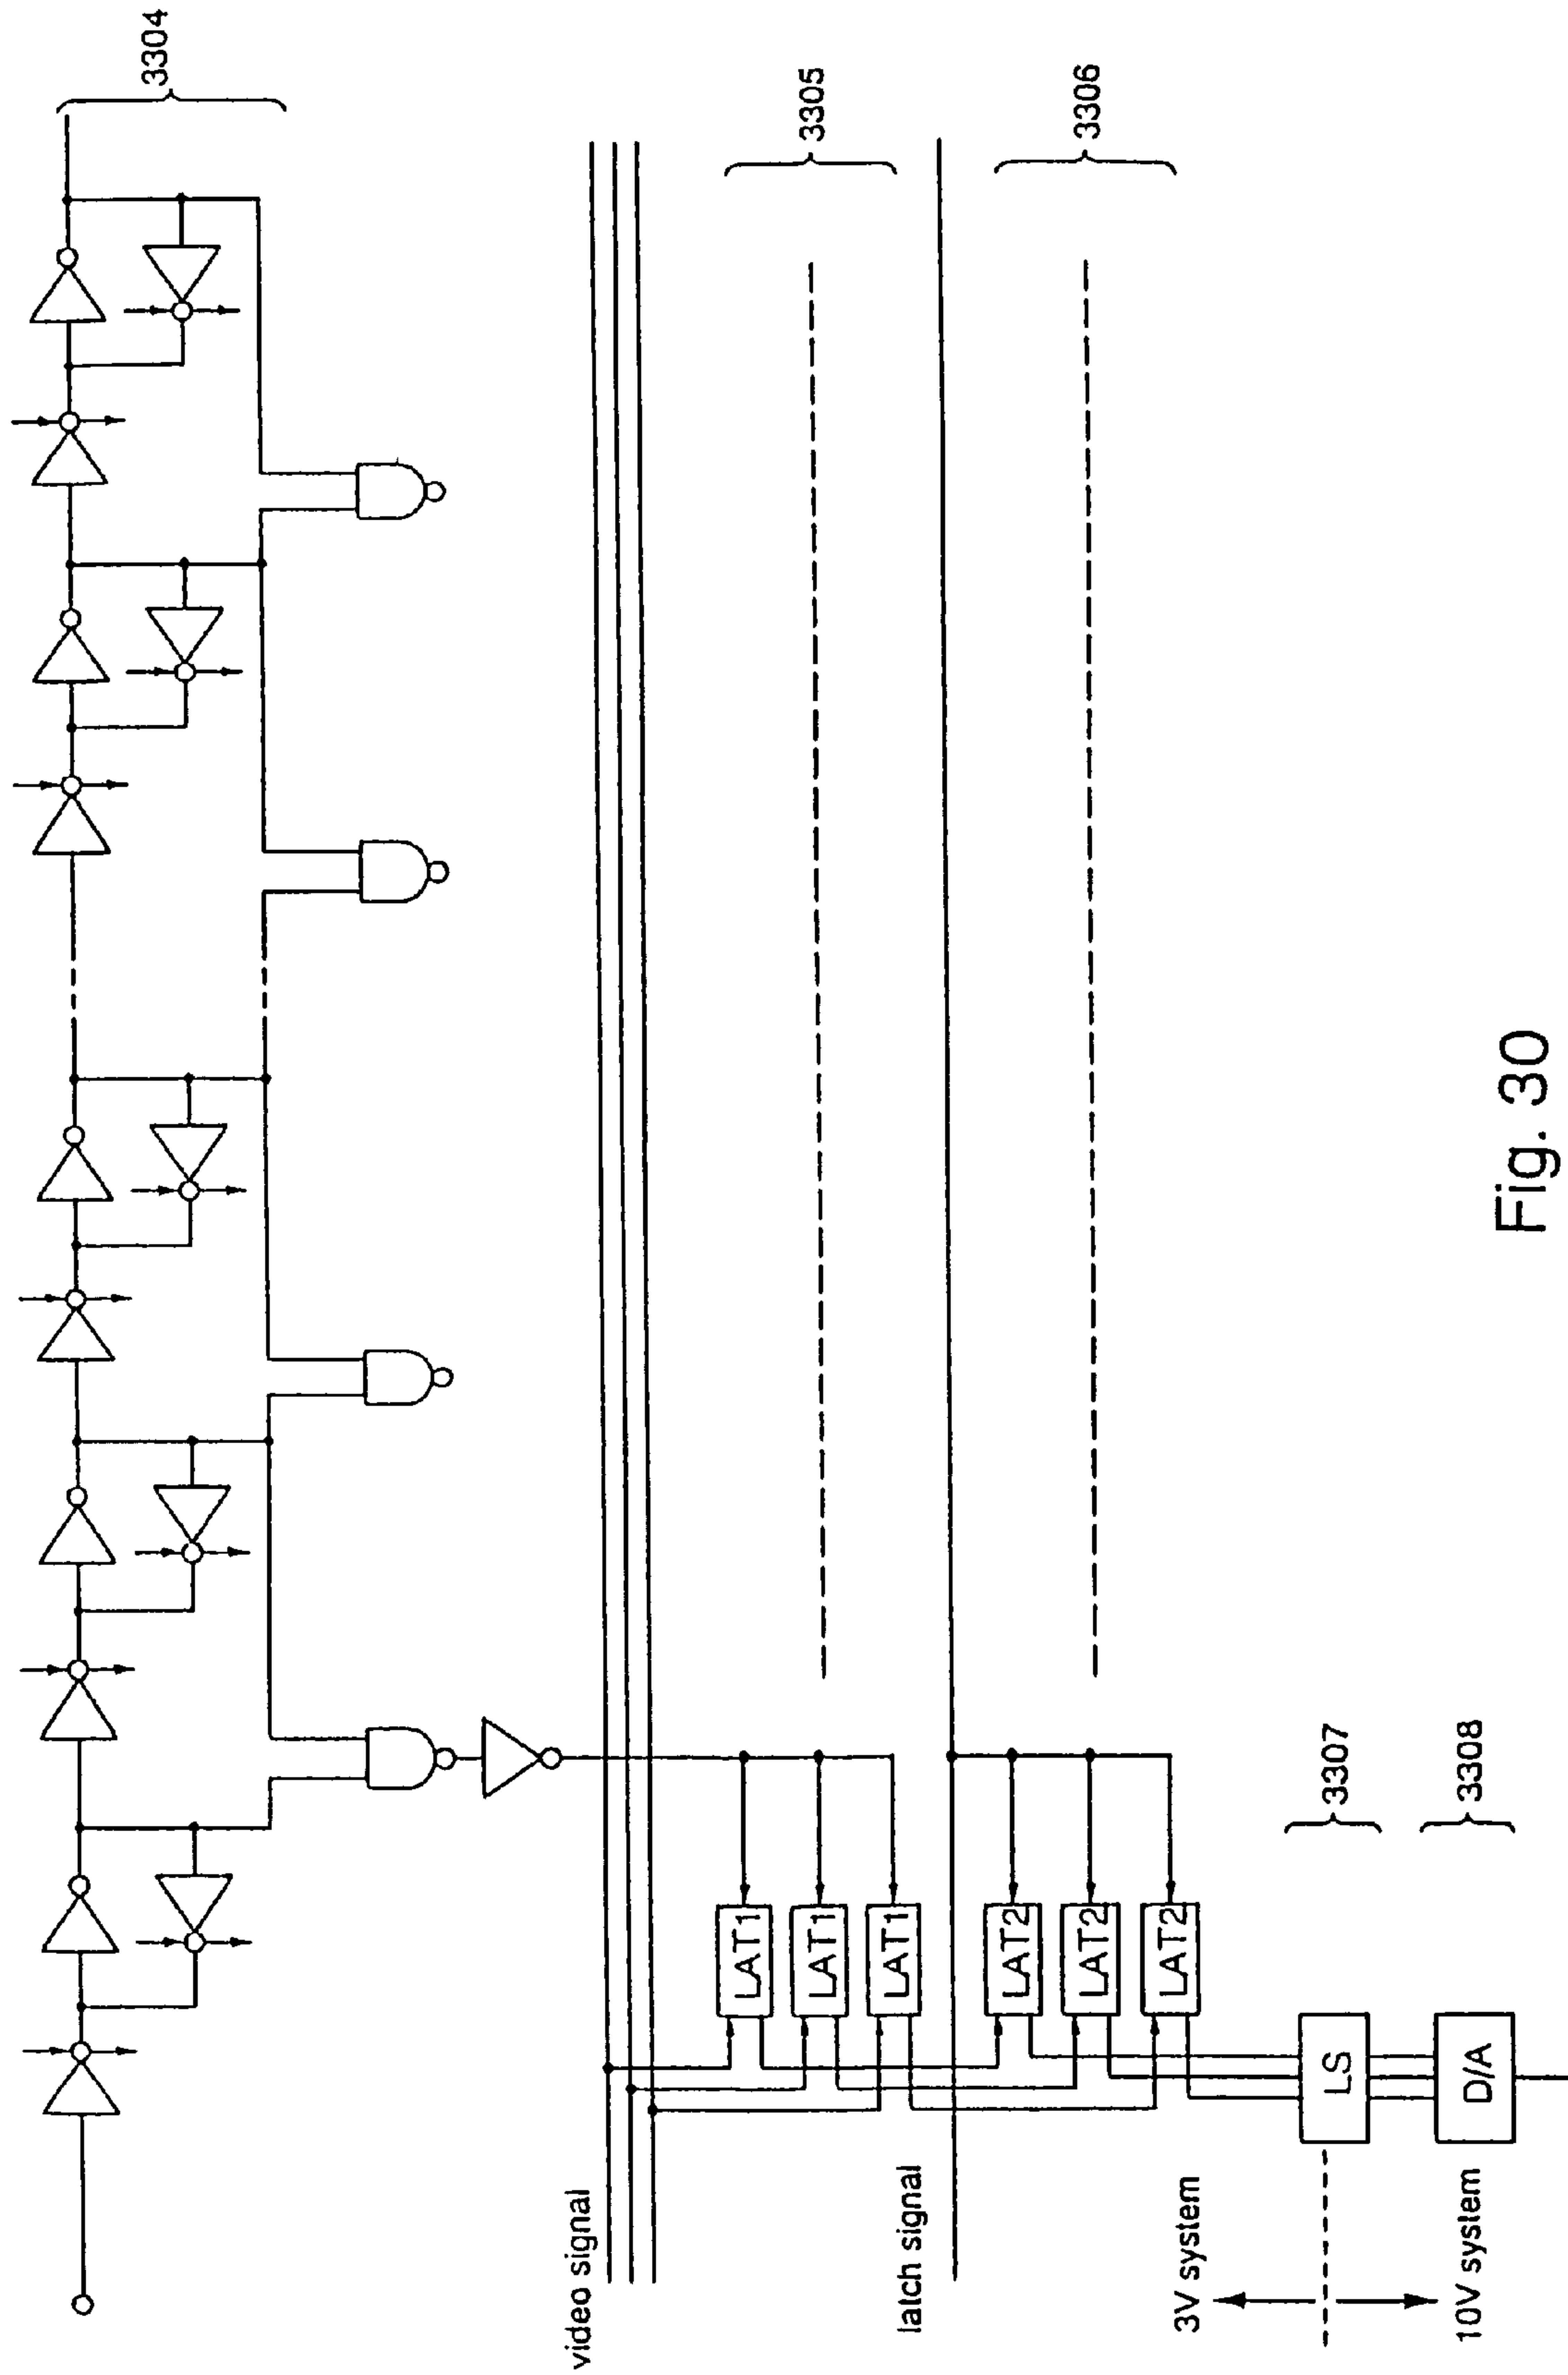 3304
video signal
3305
LAT1
LAT1
LAT1
latch signal
3306
LAT2
LAT2
LAT2
3V system
10V system
LS
3307
D/A
3308
Fig. 30